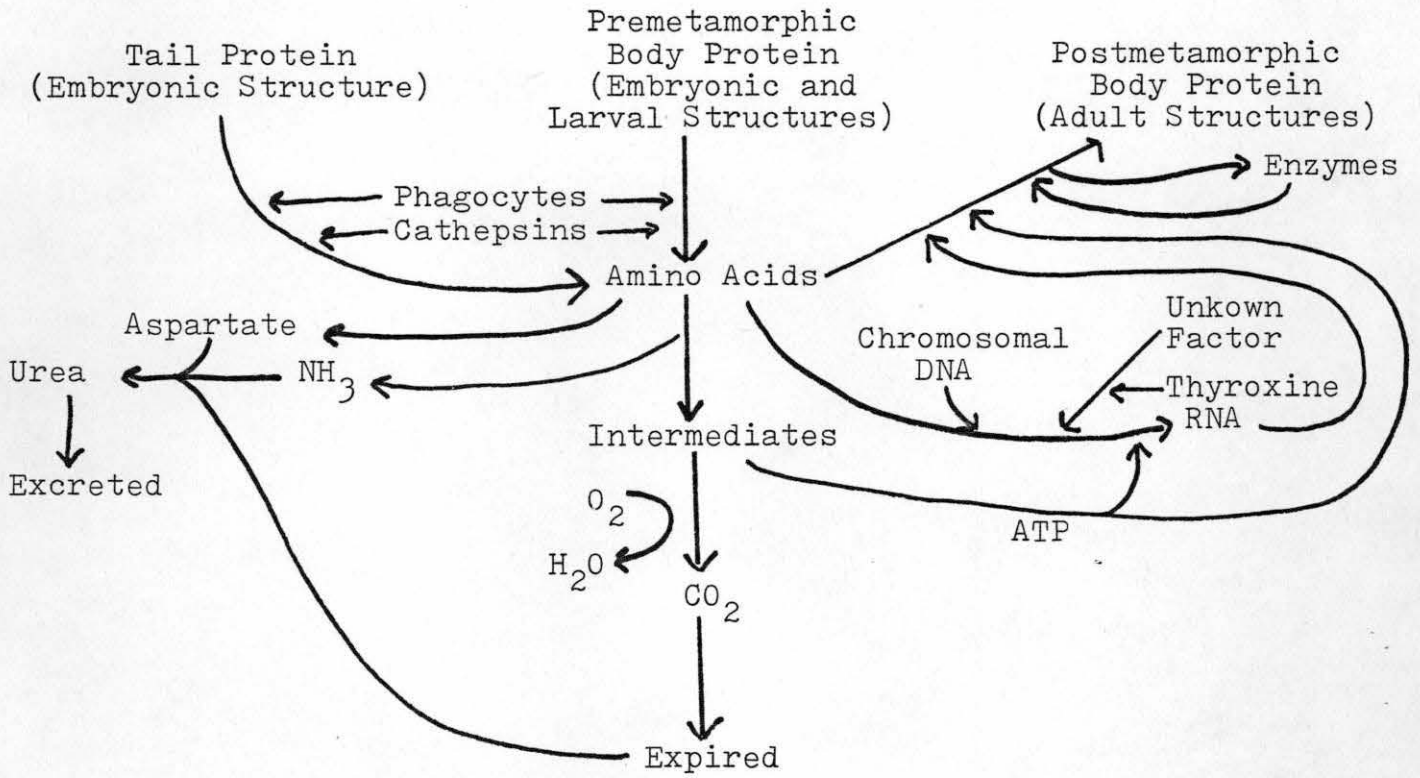 Tail Protein
(Embryonic Structure)
Premetamorphic
Body Protein
(Embryonic and
Larval Structures)
Postmetamorphic
Body Protein
(Adult Structures)
Enzymes
Phagocytes
Cathepsins
Amino Acids
Aspartate
Urea
NH3
Excreted
Chromosomal
DNA
Unkown
Factor
Thyroxine
RNA
Intermediates
O2
H2O
ATP
CO2
Expired